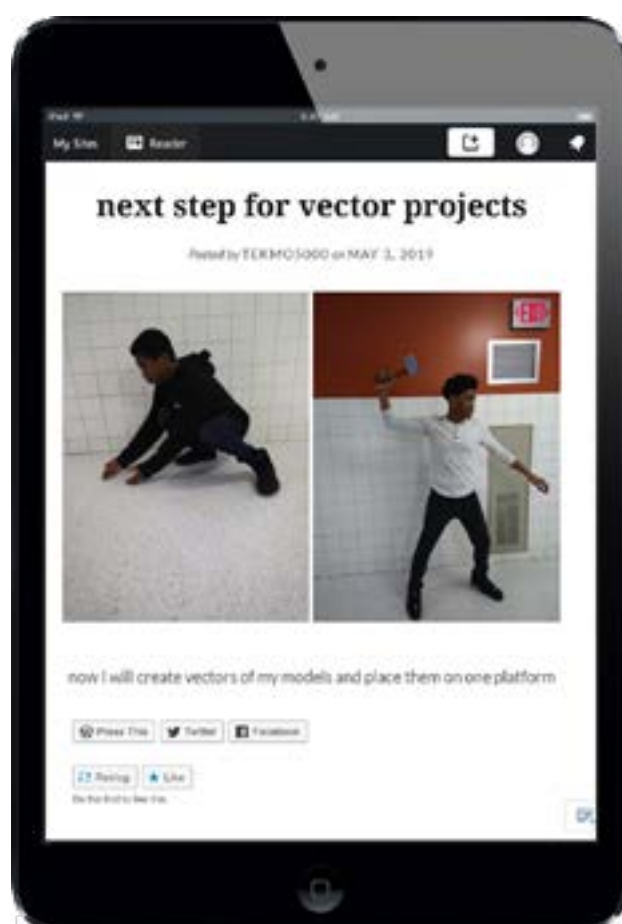 iPad
My Sites Reader
next step for vector projects
Posted by TEKMO5000 on MAY 3, 2019
EXIT
now I will create vectors of my models and place them on one platform
Press This Twitter Facebook
Reblog Like
Be the first to like this.